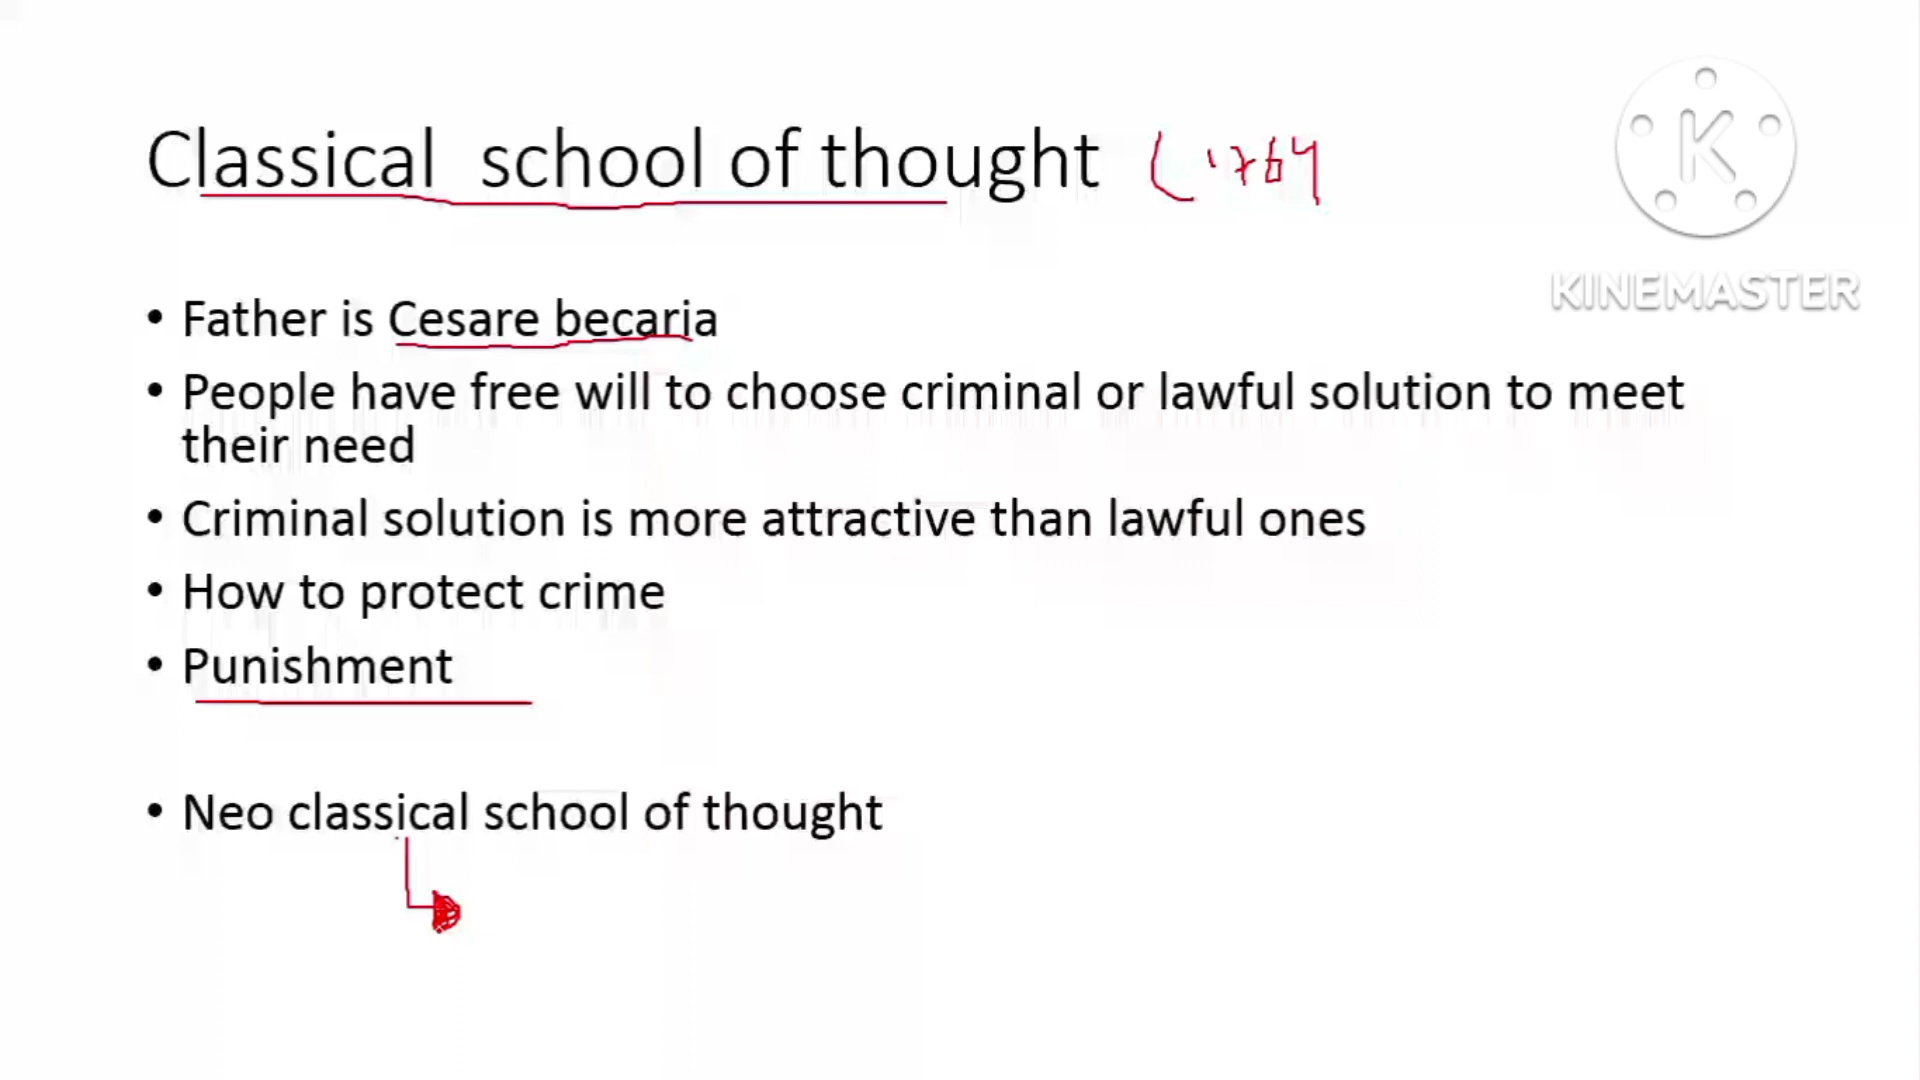 Classical school of thought (1764
K
KINEMASTER
• Father is Cesare becaria
• People have free will to choose criminal or lawful solution to meet
their need
• Criminal solution is more attractive than lawful ones
• How to protect crime
• Punishment
• Neo classical school of thought